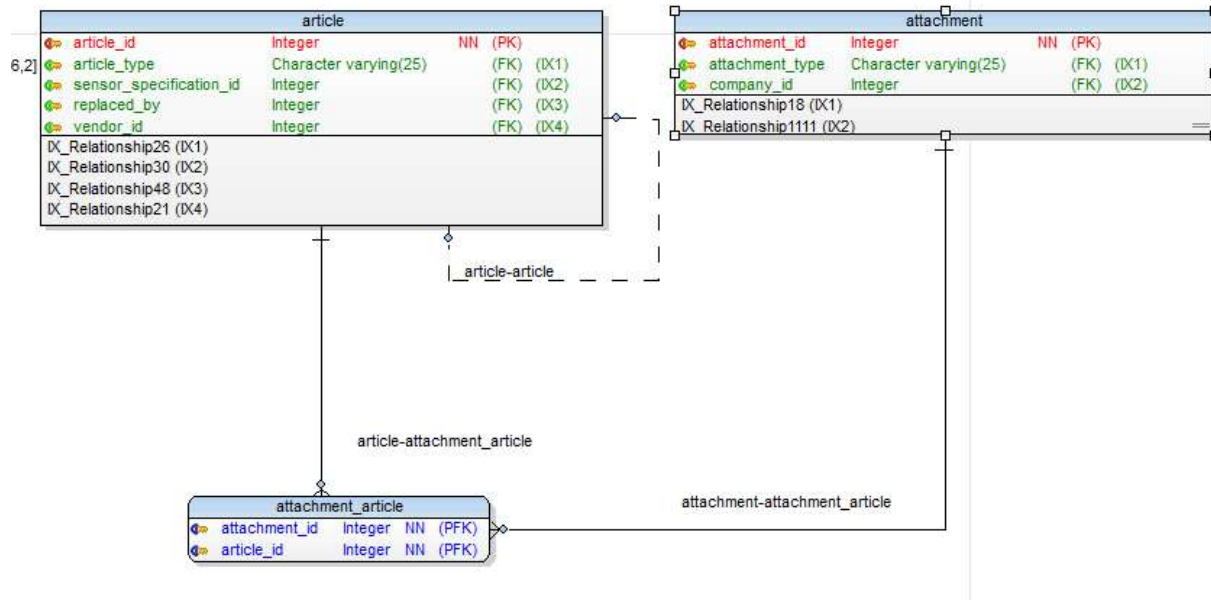 article
article_id Integer NN (PK)
6,2] article_type Character varying(25) (FK) (IX1)
sensor_specification_id Integer (FK) (IX2)
replaced_by Integer (FK) (IX3)
vendor_id Integer (FK) (IX4)
IX_Relationship26 (IX1)
IX_Relationship30 (IX2)
IX_Relationship48 (IX3)
IX_Relationship21 (IX4)
attachment
attachment_id Integer NN (PK)
attachment_type Character varying(25) (FK) (IX1)
company_id Integer (FK) (IX2)
IX_Relationship18 (IX1)
IX_Relationship1111 (IX2)
article-article
article-attachment_article
attachment-attachment_article
attachment_article
attachment_id Integer NN (PFK)
article_id Integer NN (PFK)